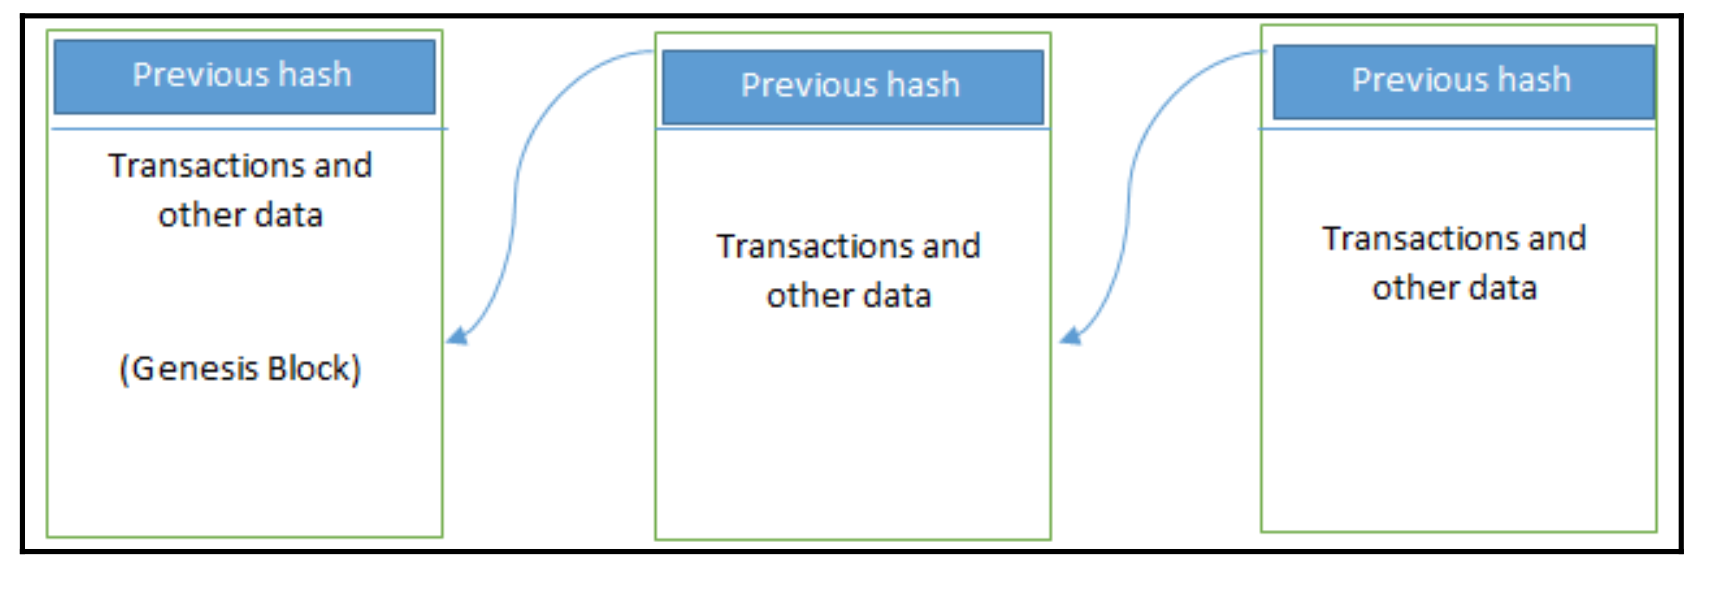 Previous hash
Transactions and
other data
(Genesis Block)
Previous hash
Transactions and
other data
Previous hash
Transactions and
other data